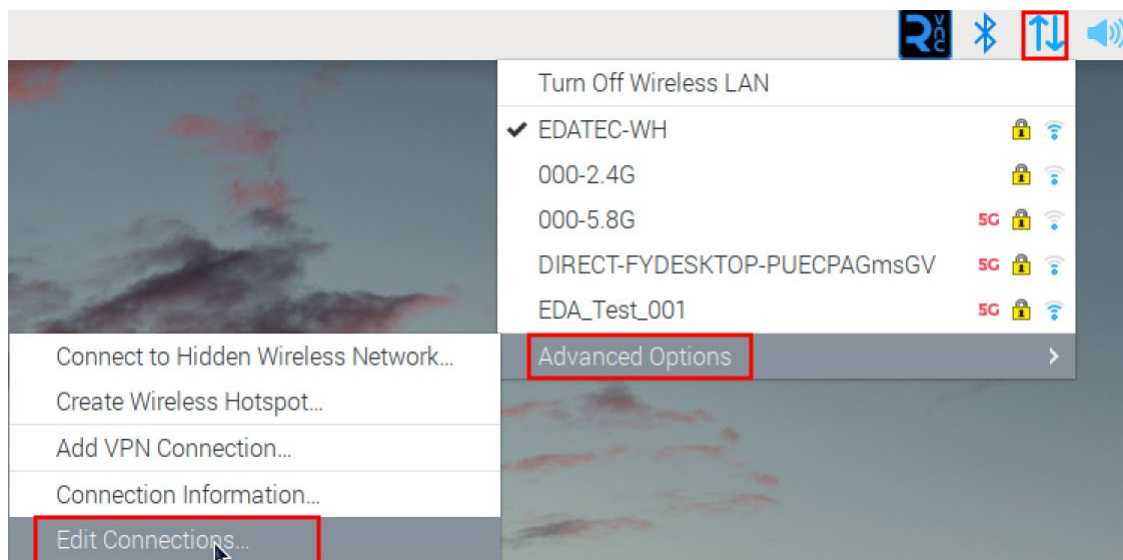 VNC
Turn Off Wireless LAN
EDATEC-WH
000-2.4G
000-5.8G 5G
DIRECT-FYDESKTOP-PUECPAGmsGV 5G
EDA_Test_001 5G
Advanced Options
Connect to Hidden Wireless Network...
Create Wireless Hotspot...
Add VPN Connection...
Connection Information...
Edit Connections...